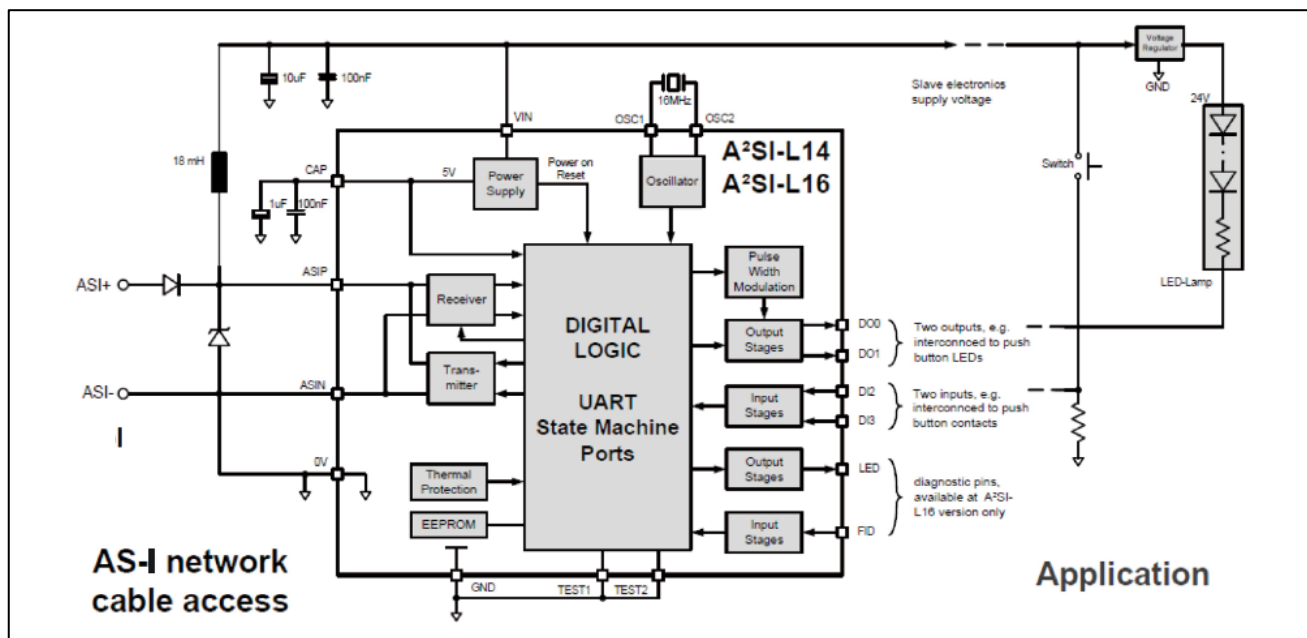 10uF
100nF
18 mH
1uF
100nF
ASI+
ASI-
I
AS-I network
cable access
CAP
ASIP
ASIN
0V
VIN
OSC1
OSC2
16MHz
A²SI-L14
A²SI-L16
5V
Power
Supply
Power on
Reset
Oscillator
Receiver
Trans-
mitter
Thermal
Protection
EEPROM
DIGITAL
LOGIC
UART
State Machine
Ports
Pulse
Width
Modulation
Output
Stages
Input
Stages
Output
Stages
Input
Stages
GND
TEST1
TEST2
DO0
DO1
DI2
DI3
LED
FID
Two outputs, e.g.
interconnoed to push
button LEDs
Two inputs, e.g.
interconnoed to push
button contacts
diagnostic pins,
available at A²SI-
L16 version only
Slave electronics
supply voltage
Voltage
Regulator
GND
24V
Switch
LED-Lamp
Application